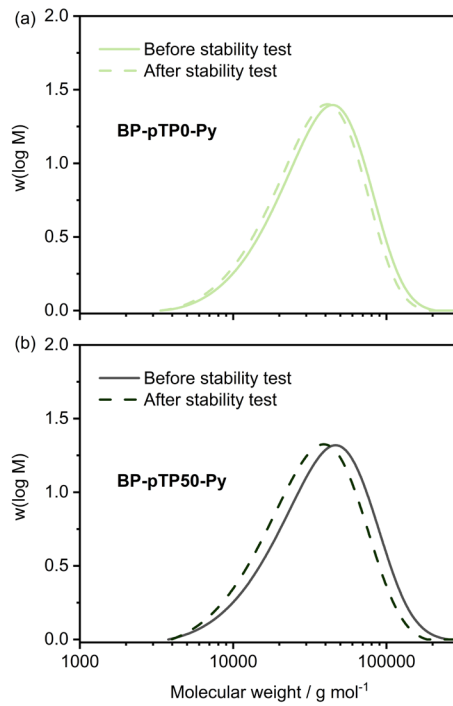 (a)
2.0
Before stability test
After stability test
1.5
BP-pTP0-Py
w(log M)
1.0
0.5
0.0
(b)
2.0
Before stability test
After stability test
1.5
BP-pTP50-Py
w(log M)
1.0
0.5
0.0
1000 10000 100000
Molecular weight / g mol⁻¹